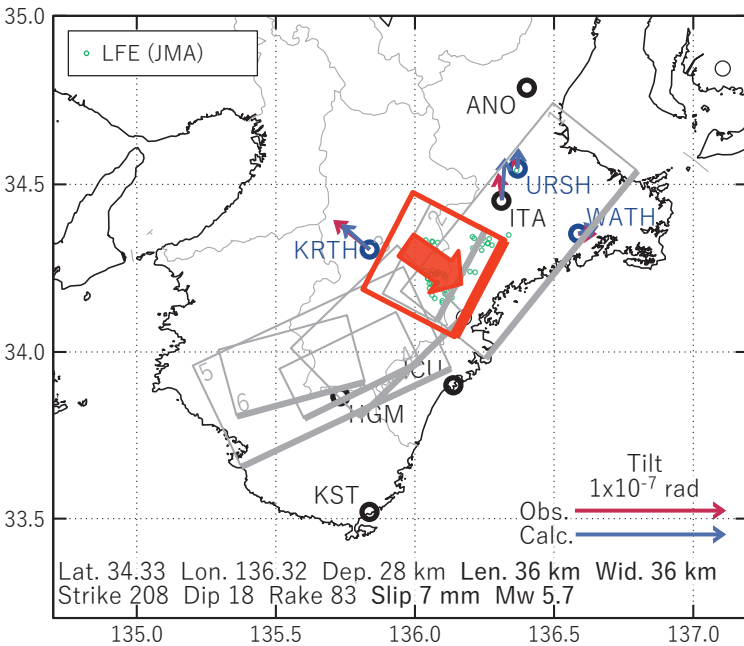 35.0
LFE (JMA)
ANO
34.5
URSH
ITA
WATH
KRTH
2
34.0
5
6
4
ICU
HGM
KST
33.5
Tilt
1x10-7 rad
Obs.
Calc.
Lat. 34.33 Lon. 136.32 Dep. 28 km Len. 36 km Wid. 36 km
Strike 208 Dip 18 Rake 83 Slip 7 mm Mw 5.7
135.0 135.5 136.0 136.5 137.0